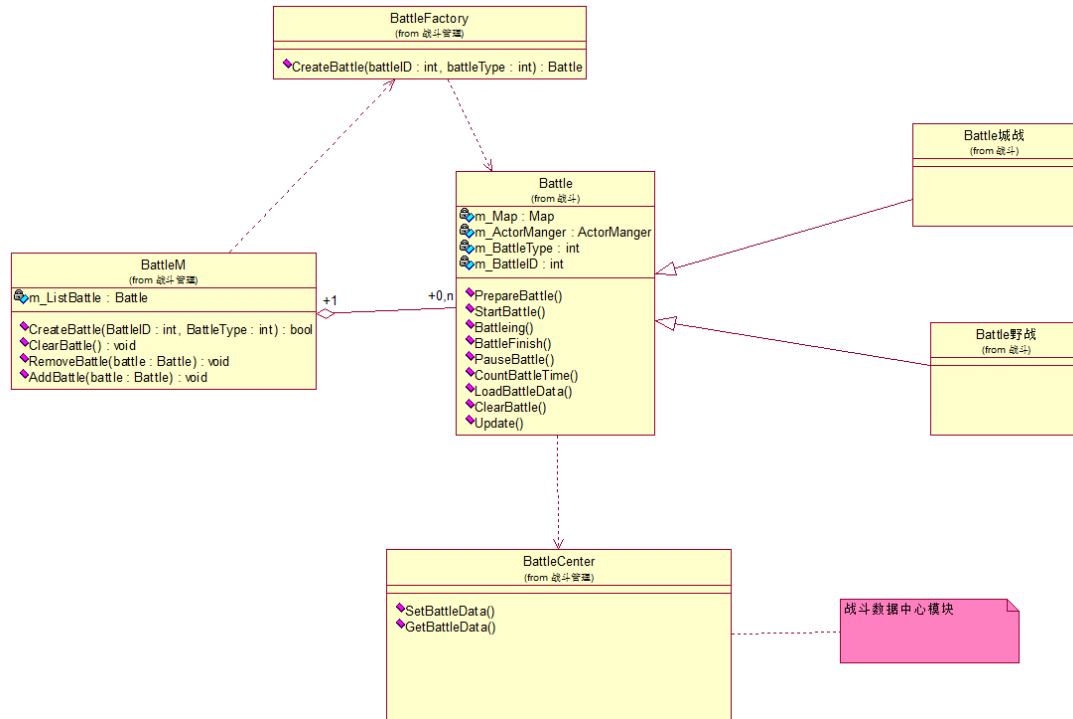 BattleFactory
(from 战斗管理)
CreateBattle(battleID : int, battleType : int) : Battle
Battle城战
(from 战斗)
Battle
(from 战斗)
m_Map : Map
m_ActorManger : ActorManger
m_BattleType : int
m_BattleID : int
PrepareBattle()
StartBattle()
Battleing()
BattleFinish()
PauseBattle()
CountBattleTime()
LoadBattleData()
ClearBattle()
Update()
BattleM
(from 战斗管理)
m_ListBattle : Battle
CreateBattle(BattleID : int, BattleType : int) : bool
ClearBattle() : void
RemoveBattle(battle : Battle) : void
AddBattle(battle : Battle) : void
+1
+0,n
Battle野战
(from 战斗)
BattleCenter
(from 战斗管理)
SetBattleData()
GetBattleData()
战斗数据中心模块